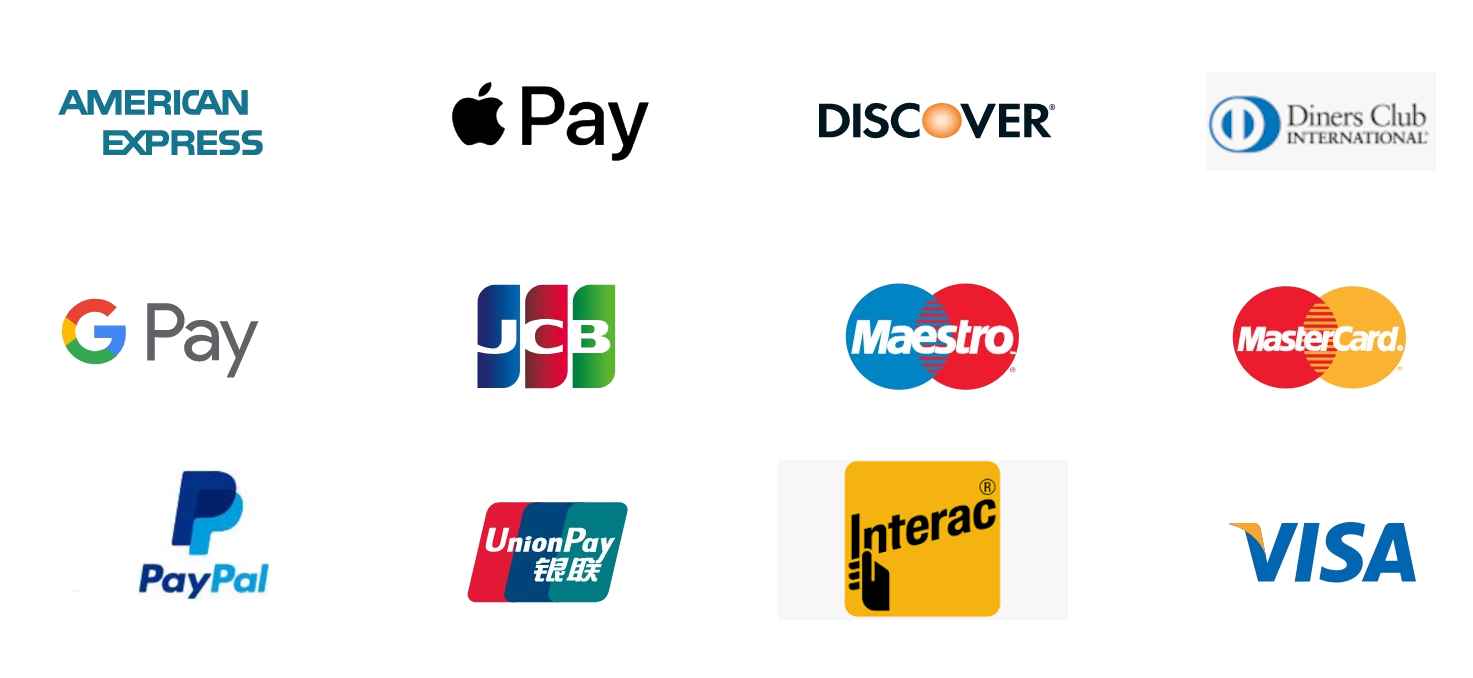 AMERICAN
EXPRESS
Pay
DISCOVER®
Diners Club
INTERNATIONAL®
G Pay
JCB
Maestro®
MasterCard.®
PayPal
UnionPay
银联
Interac®
VISA